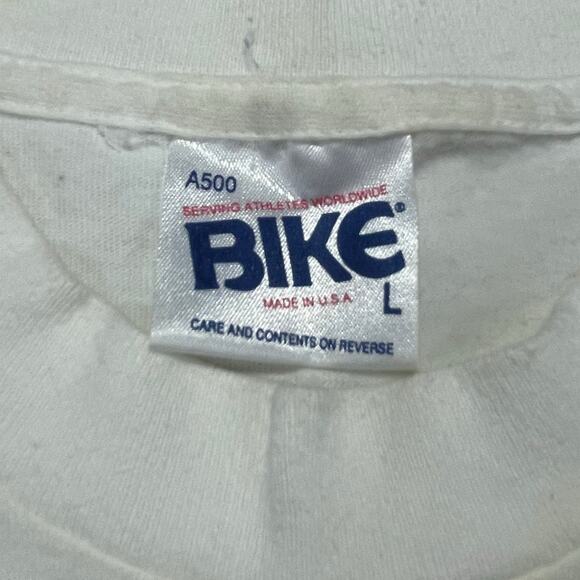 A500
SERVING ATHLETES WORLDWIDE
BIKE®
MADE IN U.S.A
L
CARE AND CONTENTS ON REVERSE